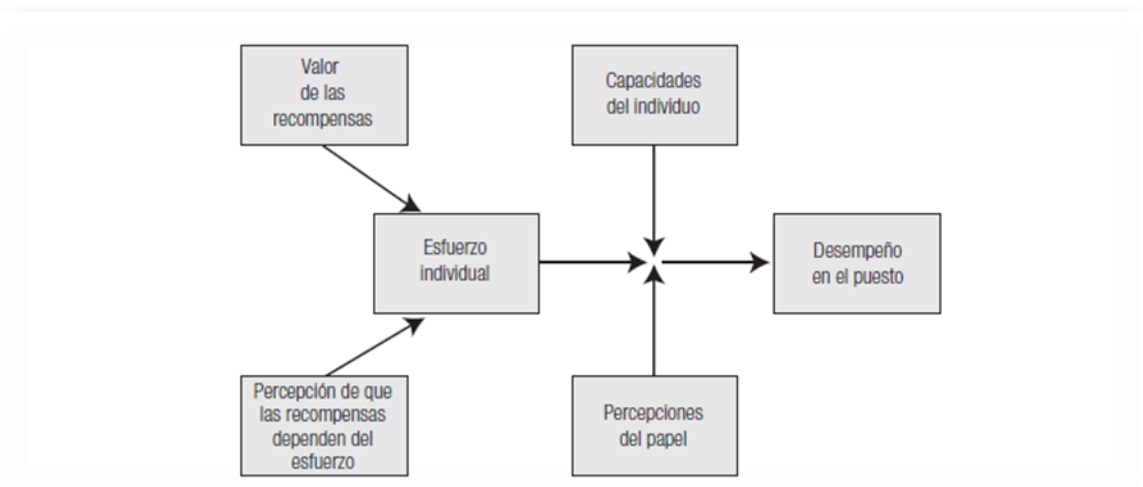 Valor
de las
recompensas
Capacidades
del individuo
Esfuerzo
individual
Desempeño
en el puesto
Percepción de que
las recompensas
dependen del
esfuerzo
Percepciones
del papel